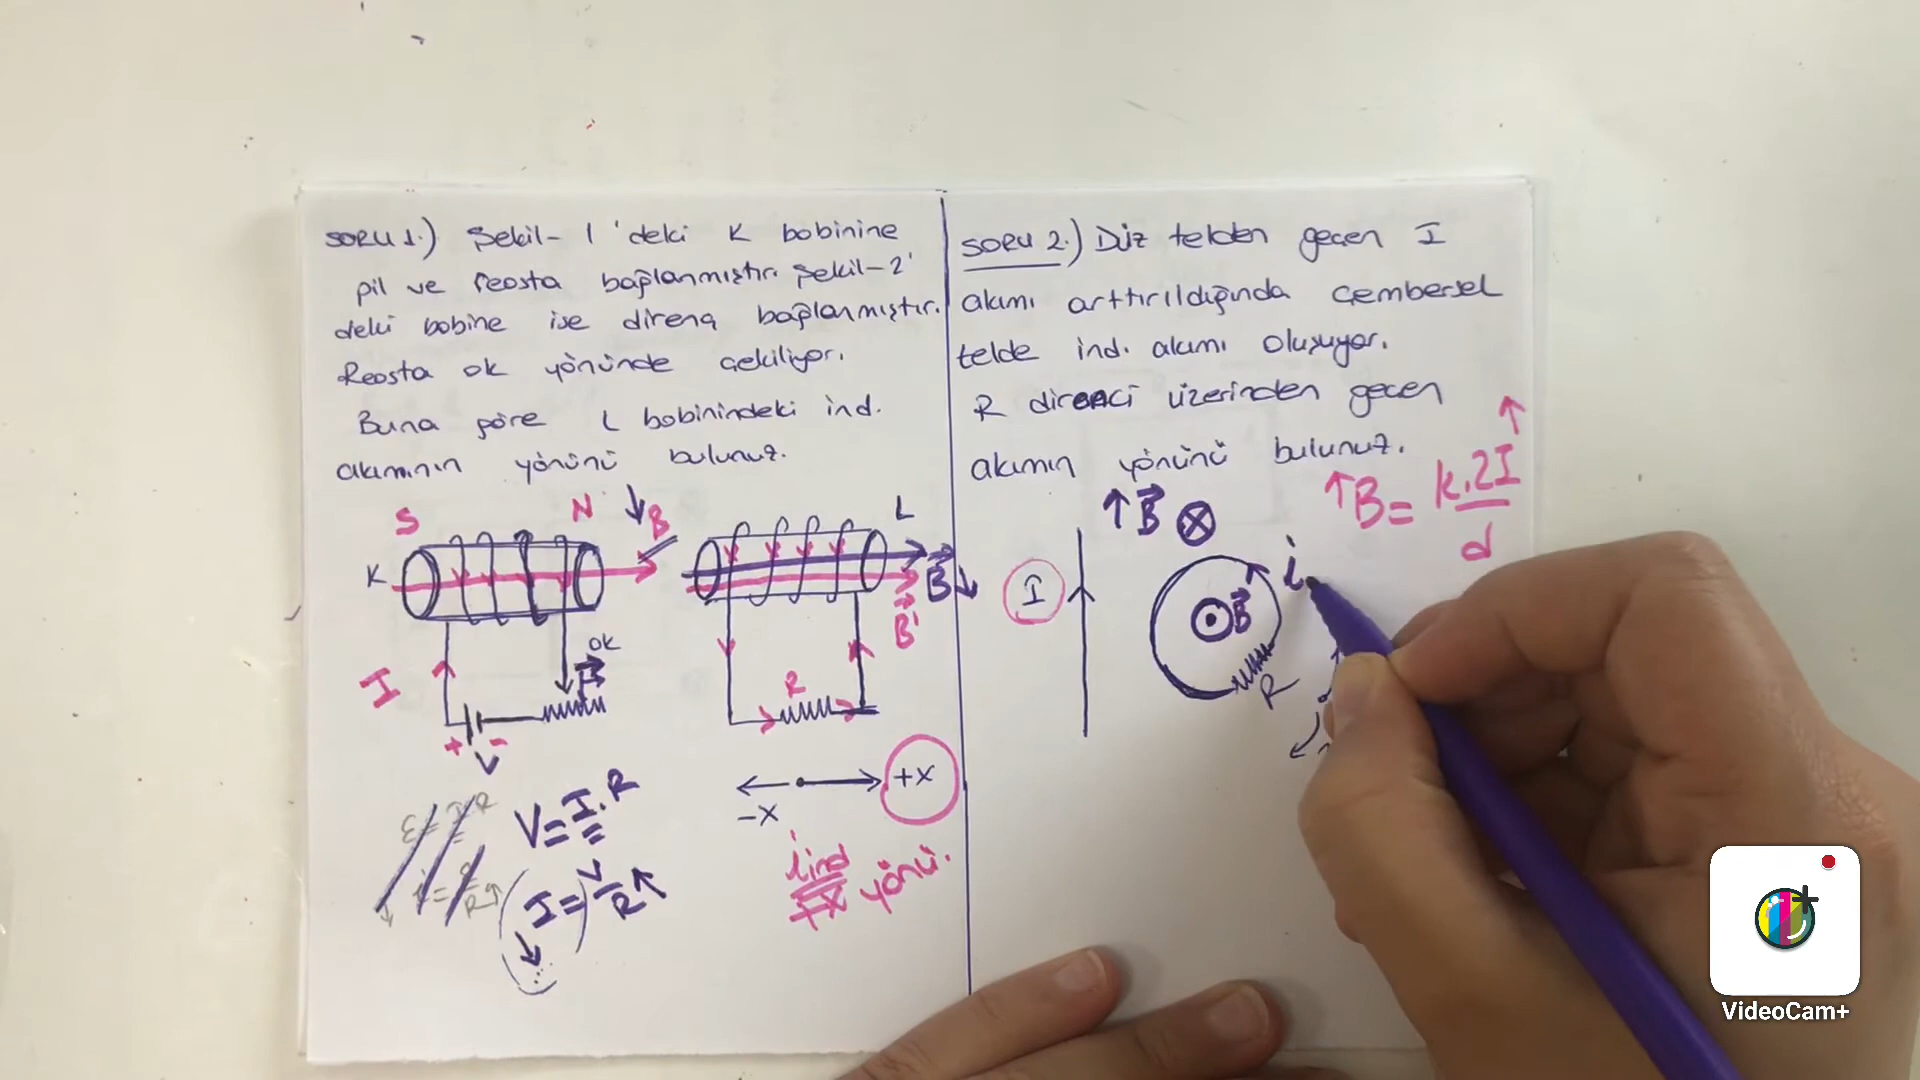 SORU 1.) Şekil-1 'deki K bobinine
pil ve Reosta bağlanmıştır. Şekil-2'
deki bobine ise direnç bağlanmıştır.
Reosta ok yönünde çekiliyor.
Buna göre L bobinindeki ind.
akımının yönünü bulunuz.
S
N
B
K
I
OK
+ -
V
L
B
B'
R
-X
+X
V=I.R
I=V/R
i ind
+X yönü.
SORU 2.) Düz telden geçen I
akımı arttırıldığında çembersel
telde ind. akımı oluşuyor.
R direnci üzerinden geçen
akımın yönünü bulunuz.
↑B ⊗
↑B= k.2I↑
d
I
i
B
R
VideoCam+